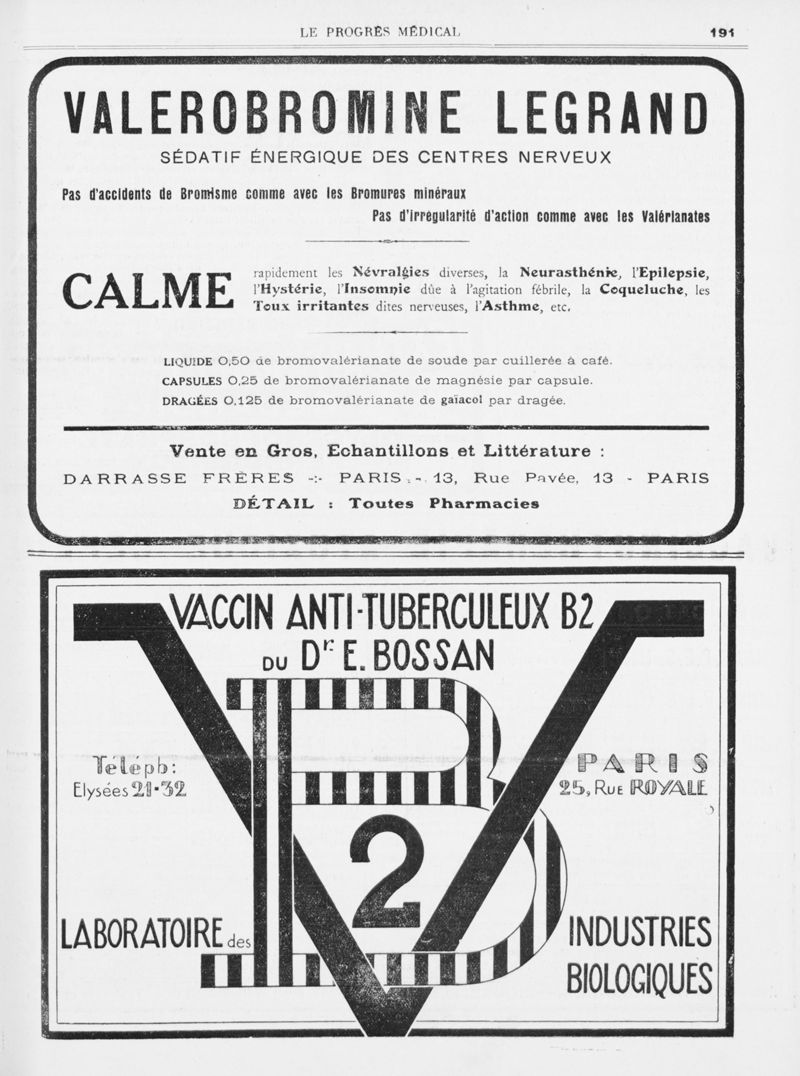 LE PROGRÈS MÉDICAL
191
VALEROBROMINE LEGRAND
SÉDATIF ÉNERGIQUE DES CENTRES NERVEUX
Pas d'accidents de Bromisme comme avec les Bromures minéraux
Pas d'irrégularité d'action comme avec les Valérianates
CALME
rapidement les Névralgies diverses, la Neurasthénie, l'Epilepsie,
l'Hystérie, l'Insomnie dûe à l'agitation fébrile, la Coqueluche, les
Toux irritantes dites nerveuses, l'Asthme, etc.
LIQUIDE 0,50 de bromovalérianate de soude par cuillerée à café.
CAPSULES 0,25 de bromovalérianate de magnésie par capsule.
DRAGÉES 0,125 de bromovalérianate de gaïacol par dragée.
Vente en Gros, Echantillons et Littérature :
DARRASSE FRÈRES -:- PARIS - 13, Rue Pavée, 13 - PARIS
DÉTAIL : Toutes Pharmacies
VACCIN ANTI-TUBERCULEUX B2
DU Dr. E. BOSSAN
VB2
Téléph:
Elysées 21-32
PARIS
25, RUE ROYALE
LABORATOIRE des INDUSTRIES
BIOLOGIQUES